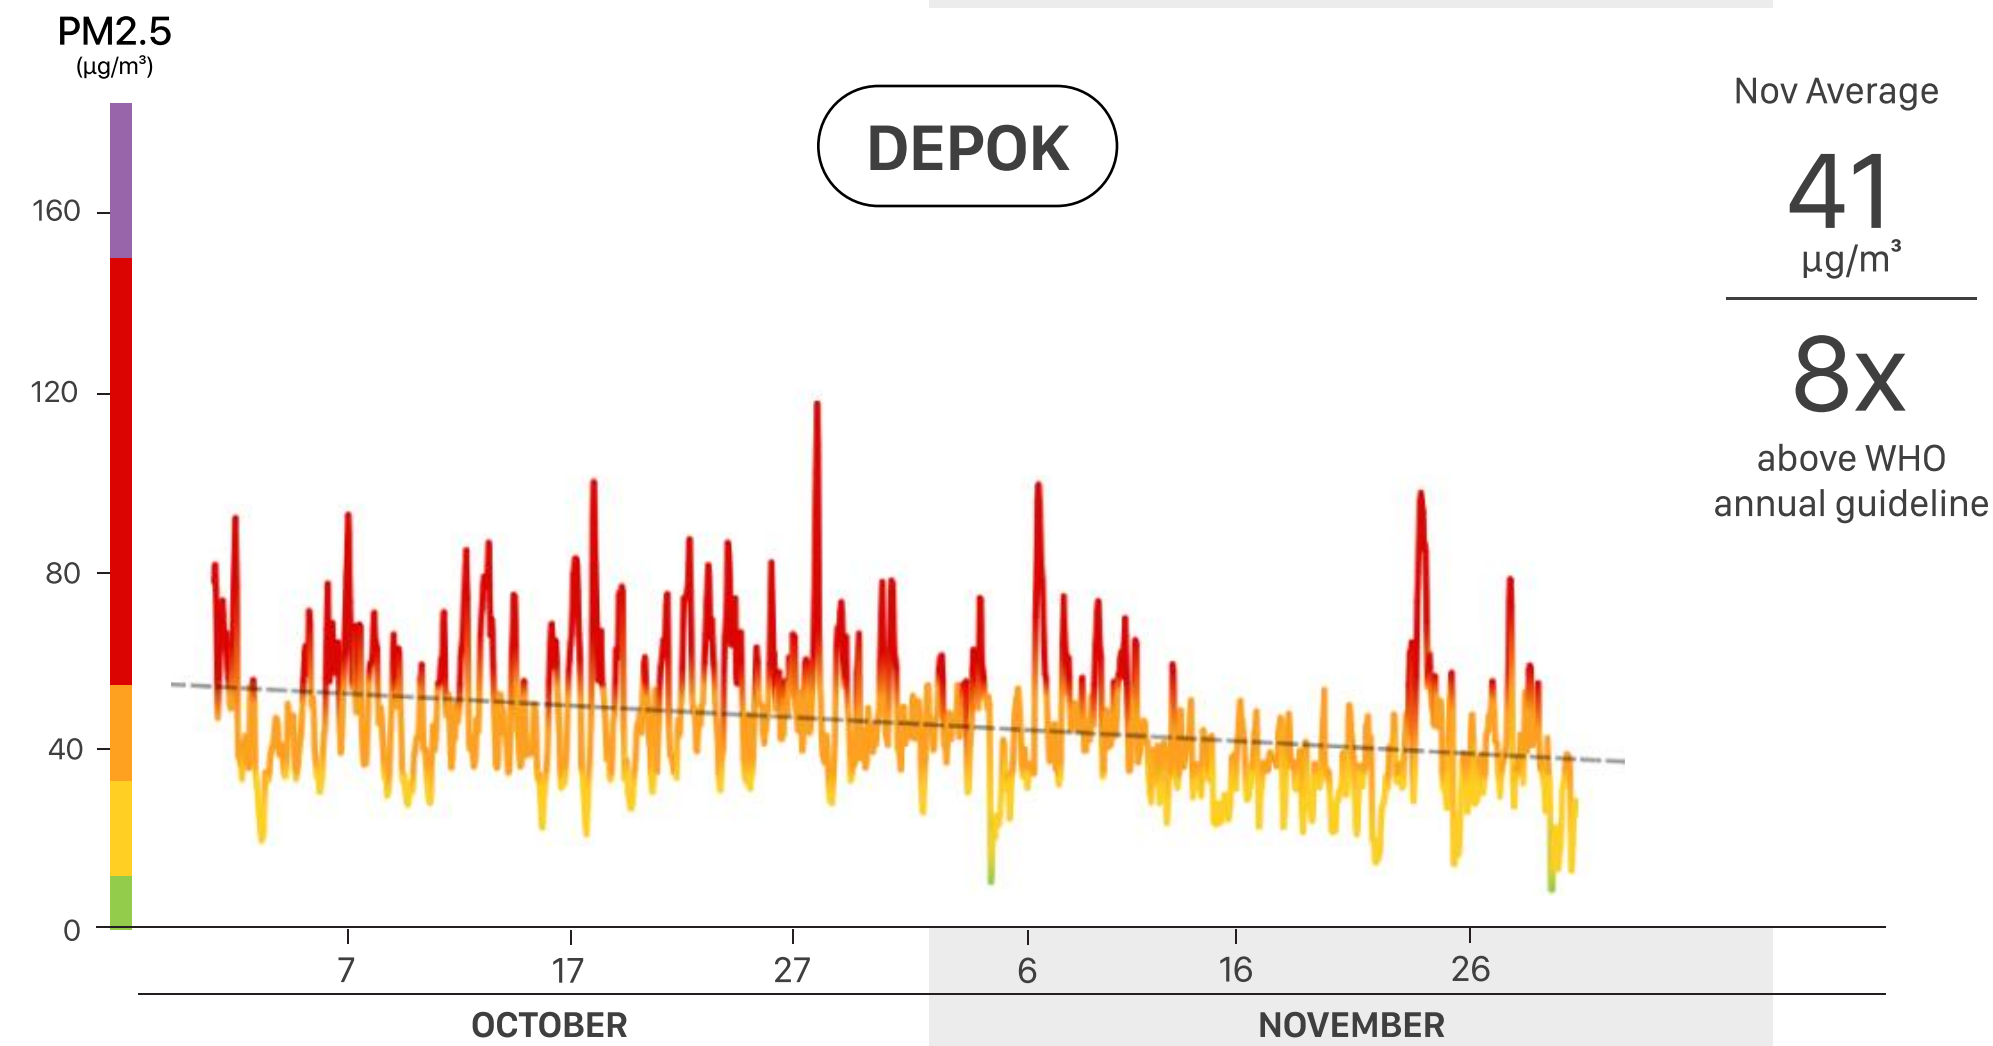 PM2.5
(µg/m³)
DEPOK
Nov Average
41
µg/m³
8x
above WHO
annual guideline
160
120
80
40
0
7 17 27 6 16 26
OCTOBER NOVEMBER